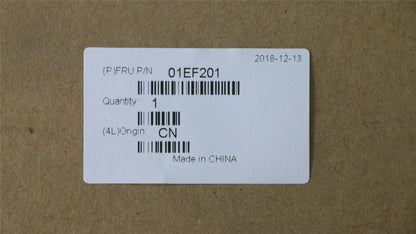 2018-12-13
(P)FRU P/N 01EF201
Quantity 1
(4L)Origin CN
Made in CHINA